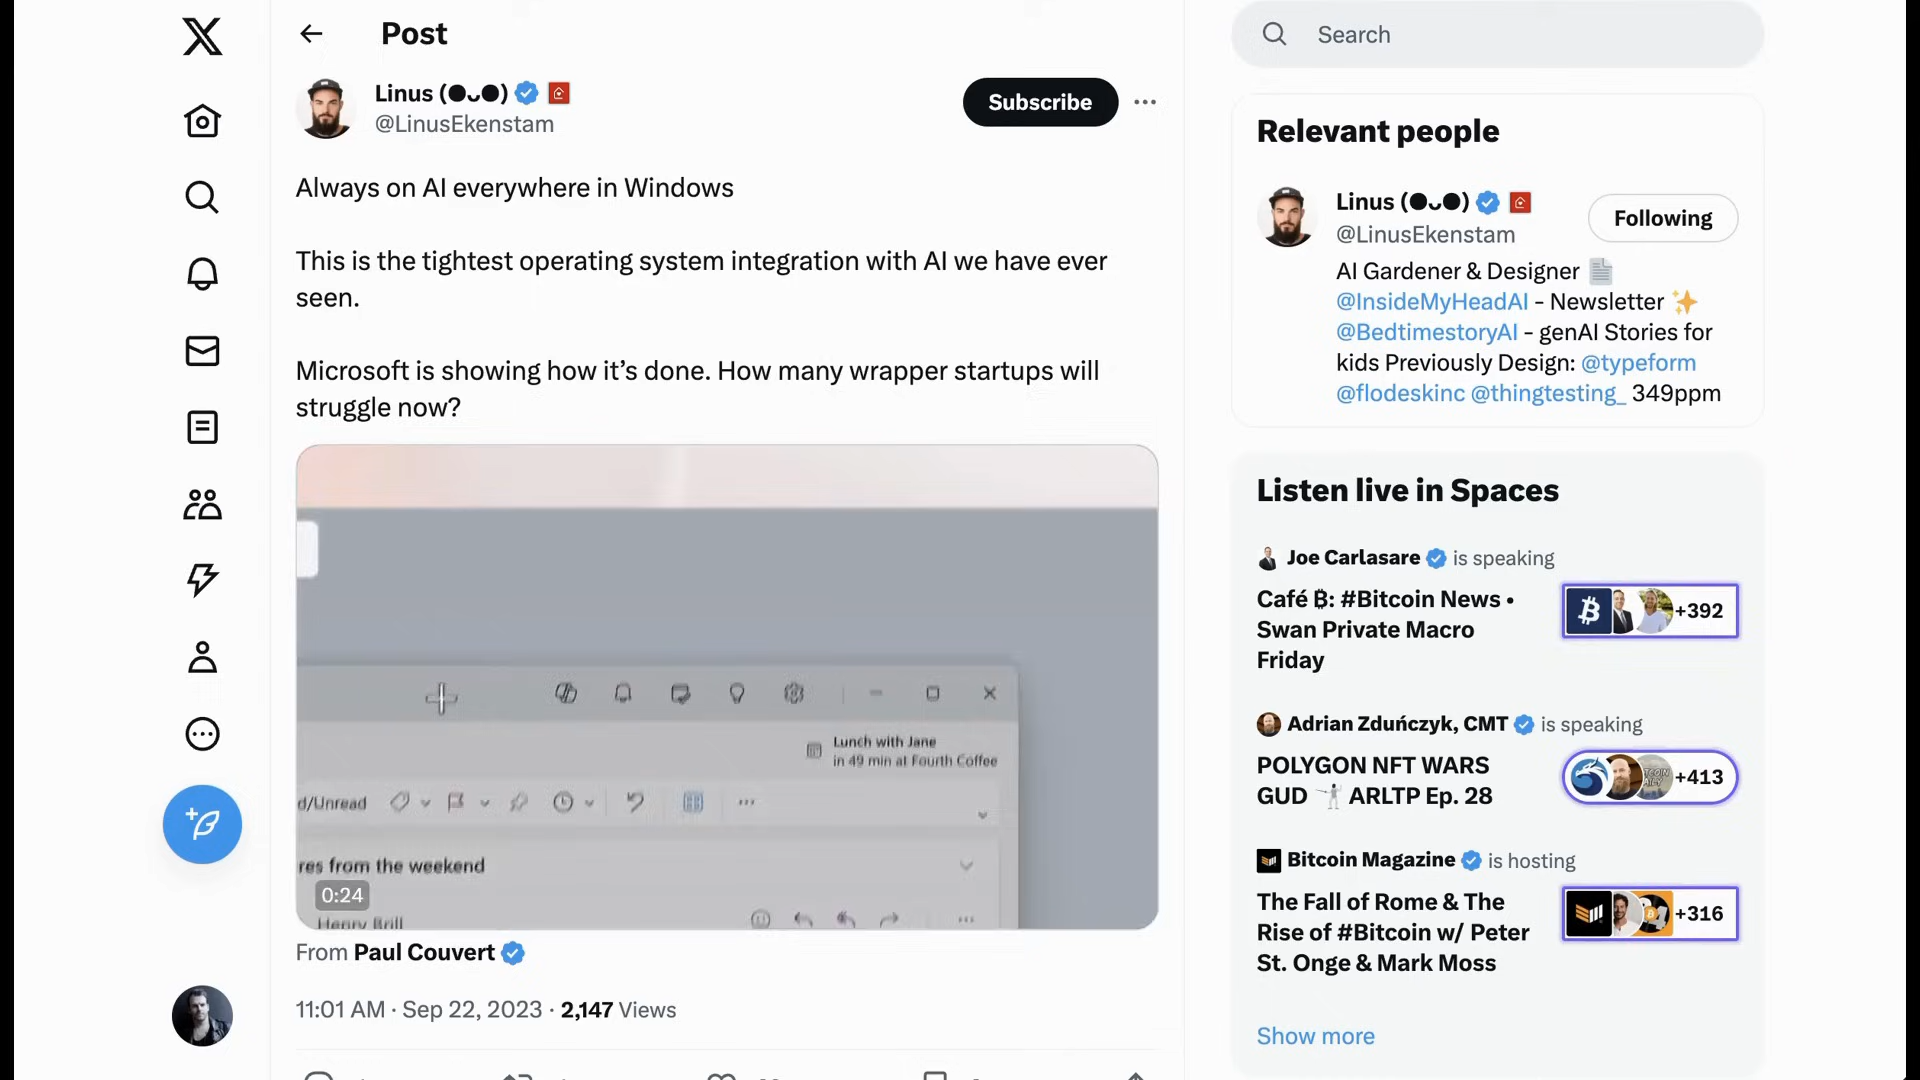 Post
Linus (●ᴗ●)
@LinusEkenstam
Subscribe
Always on AI everywhere in Windows
This is the tightest operating system integration with AI we have ever
seen.
Microsoft is showing how it’s done. How many wrapper startups will
struggle now?
Lunch with Jane
in 49 min at Fourth Coffee
d/Unread
res from the weekend
0:24
Henry Brill
From Paul Couvert
11:01 AM · Sep 22, 2023 · 2,147 Views
Search
Relevant people
Linus (●ᴗ●)
@LinusEkenstam
Following
AI Gardener & Designer 📄
@InsideMyHeadAI - Newsletter ✨
@BedtimestoryAI - genAI Stories for
kids Previously Design: @typeform
@flodeskinc @thingtesting_ 349ppm
Listen live in Spaces
Joe Carlasare is speaking
Café ₿: #Bitcoin News •
Swan Private Macro
Friday
+392
Adrian Zduńczyk, CMT is speaking
POLYGON NFT WARS
GUD 🤺 ARLTP Ep. 28
+413
Bitcoin Magazine is hosting
The Fall of Rome & The
Rise of #Bitcoin w/ Peter
St. Onge & Mark Moss
+316
Show more